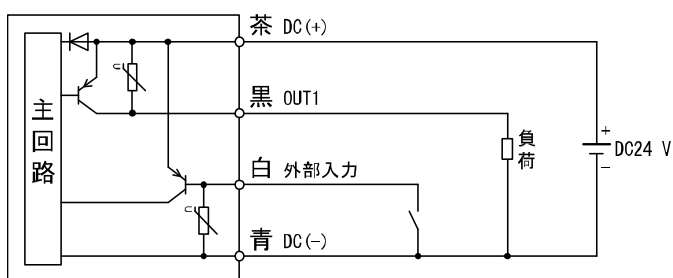 茶 DC(+)
主回路
U
黒 OUT1
負荷
+
DC24 V
-
白 外部入力
U
青 DC(-)